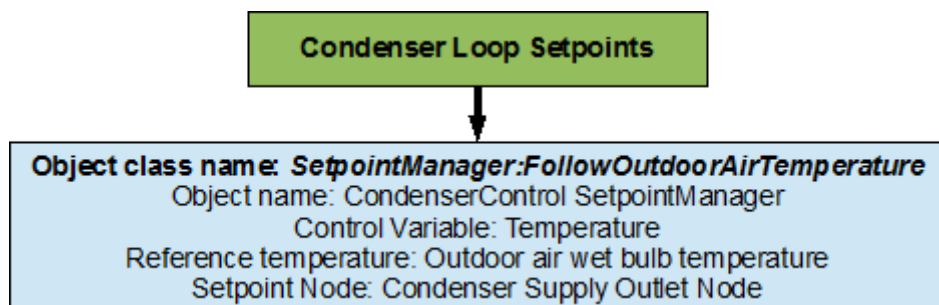 Condenser Loop Setpoints
Object class name: SetpointManager:FollowOutdoorAirTemperature
Object name: CondenserControl SetpointManager
Control Variable: Temperature
Reference temperature: Outdoor air wet bulb temperature
Setpoint Node: Condenser Supply Outlet Node